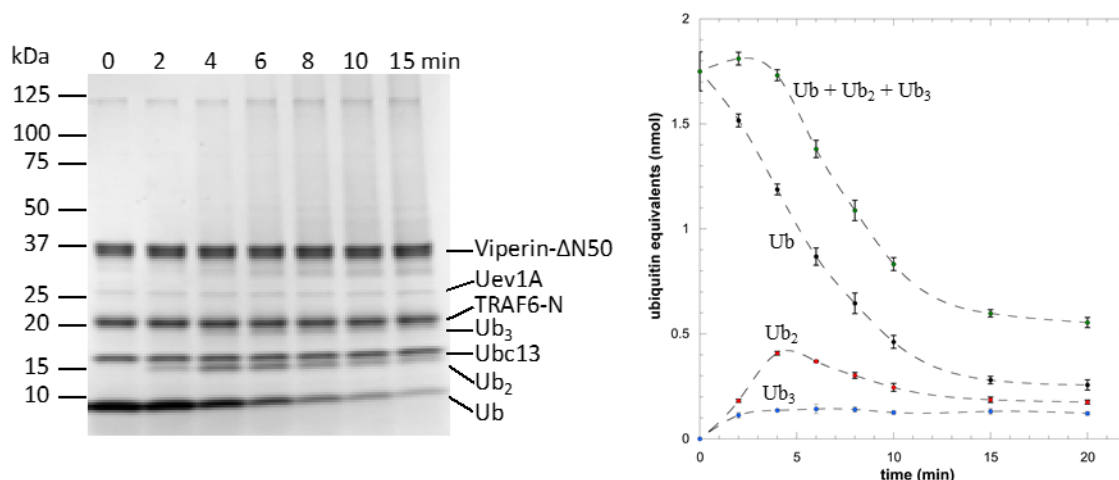 kDa
0 2 4 6 8 10 15 min
125
100
75
50
37
25
20
15
10
Viperin-ΔN50
Uev1A
TRAF6-N
Ub3
Ubc13
Ub2
Ub
ubiquitin equivalents (nmol)
2
1.5
1
0.5
0
Ub + Ub2 + Ub3
Ub
Ub2
Ub3
0 5 10 15 20
time (min)